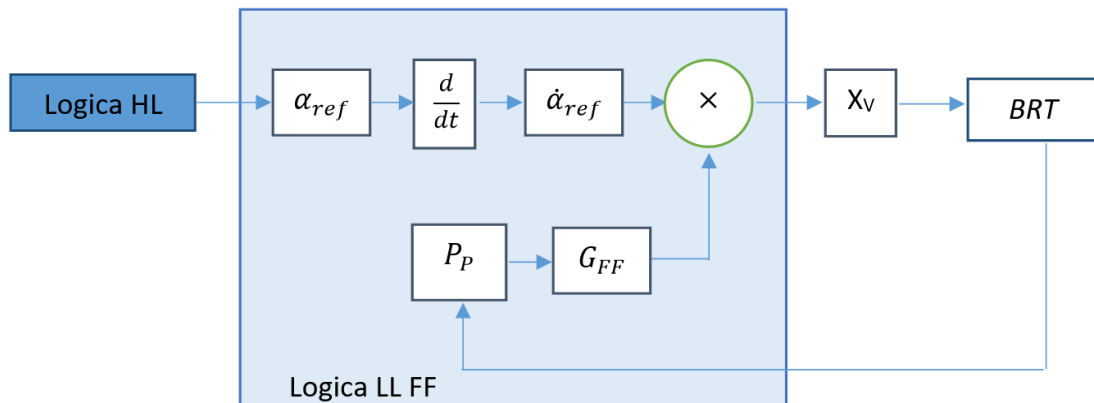 Logica HL
α_ref
d/dt
α̇_ref
×
X_V
BRT
P_P
G_FF
Logica LL FF